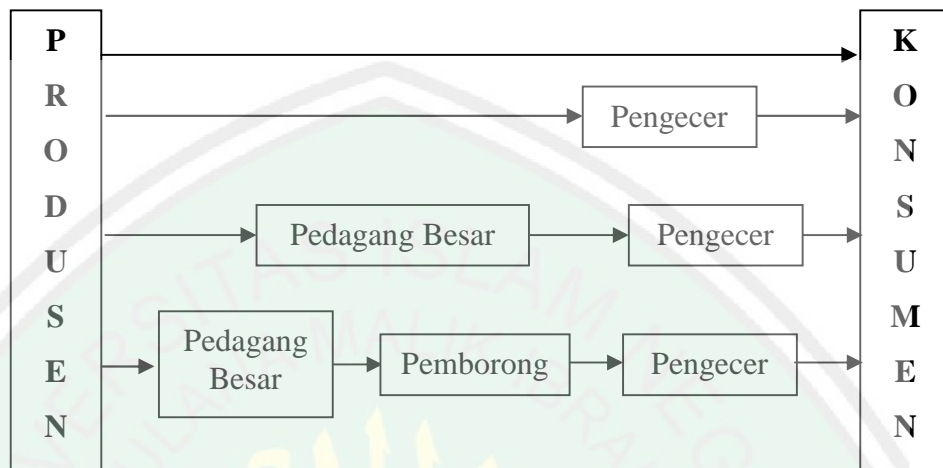 P
R
O
D
U
S
E
N
Pengecer
Pedagang Besar
Pengecer
Pedagang
Besar
Pemborong
Pengecer
K
O
N
S
U
M
E
N